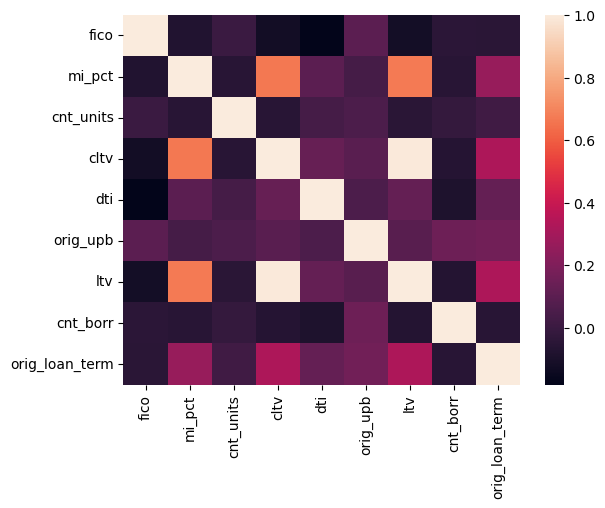 fico
mi_pct
cnt_units
cltv
dti
orig_upb
ltv
cnt_borr
orig_loan_term
fico
mi_pct
cnt_units
cltv
dti
orig_upb
ltv
cnt_borr
orig_loan_term
1.0
0.8
0.6
0.4
0.2
0.0